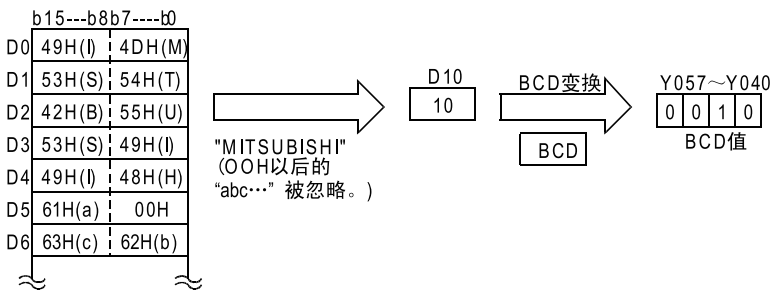 b15---b8b7----b0
D0 49H(I) 4DH(M)
D1 53H(S) 54H(T)
D2 42H(B) 55H(U)
D3 53H(S) 49H(I)
D4 49H(I) 48H(H)
D5 61H(a) 00H
D6 63H(c) 62H(b)
"MITSUBISHI"
(OOH以后的
“abc…” 被忽略。)
D10
10
BCD变换
BCD
Y057～Y040
0 0 1 0
BCD值